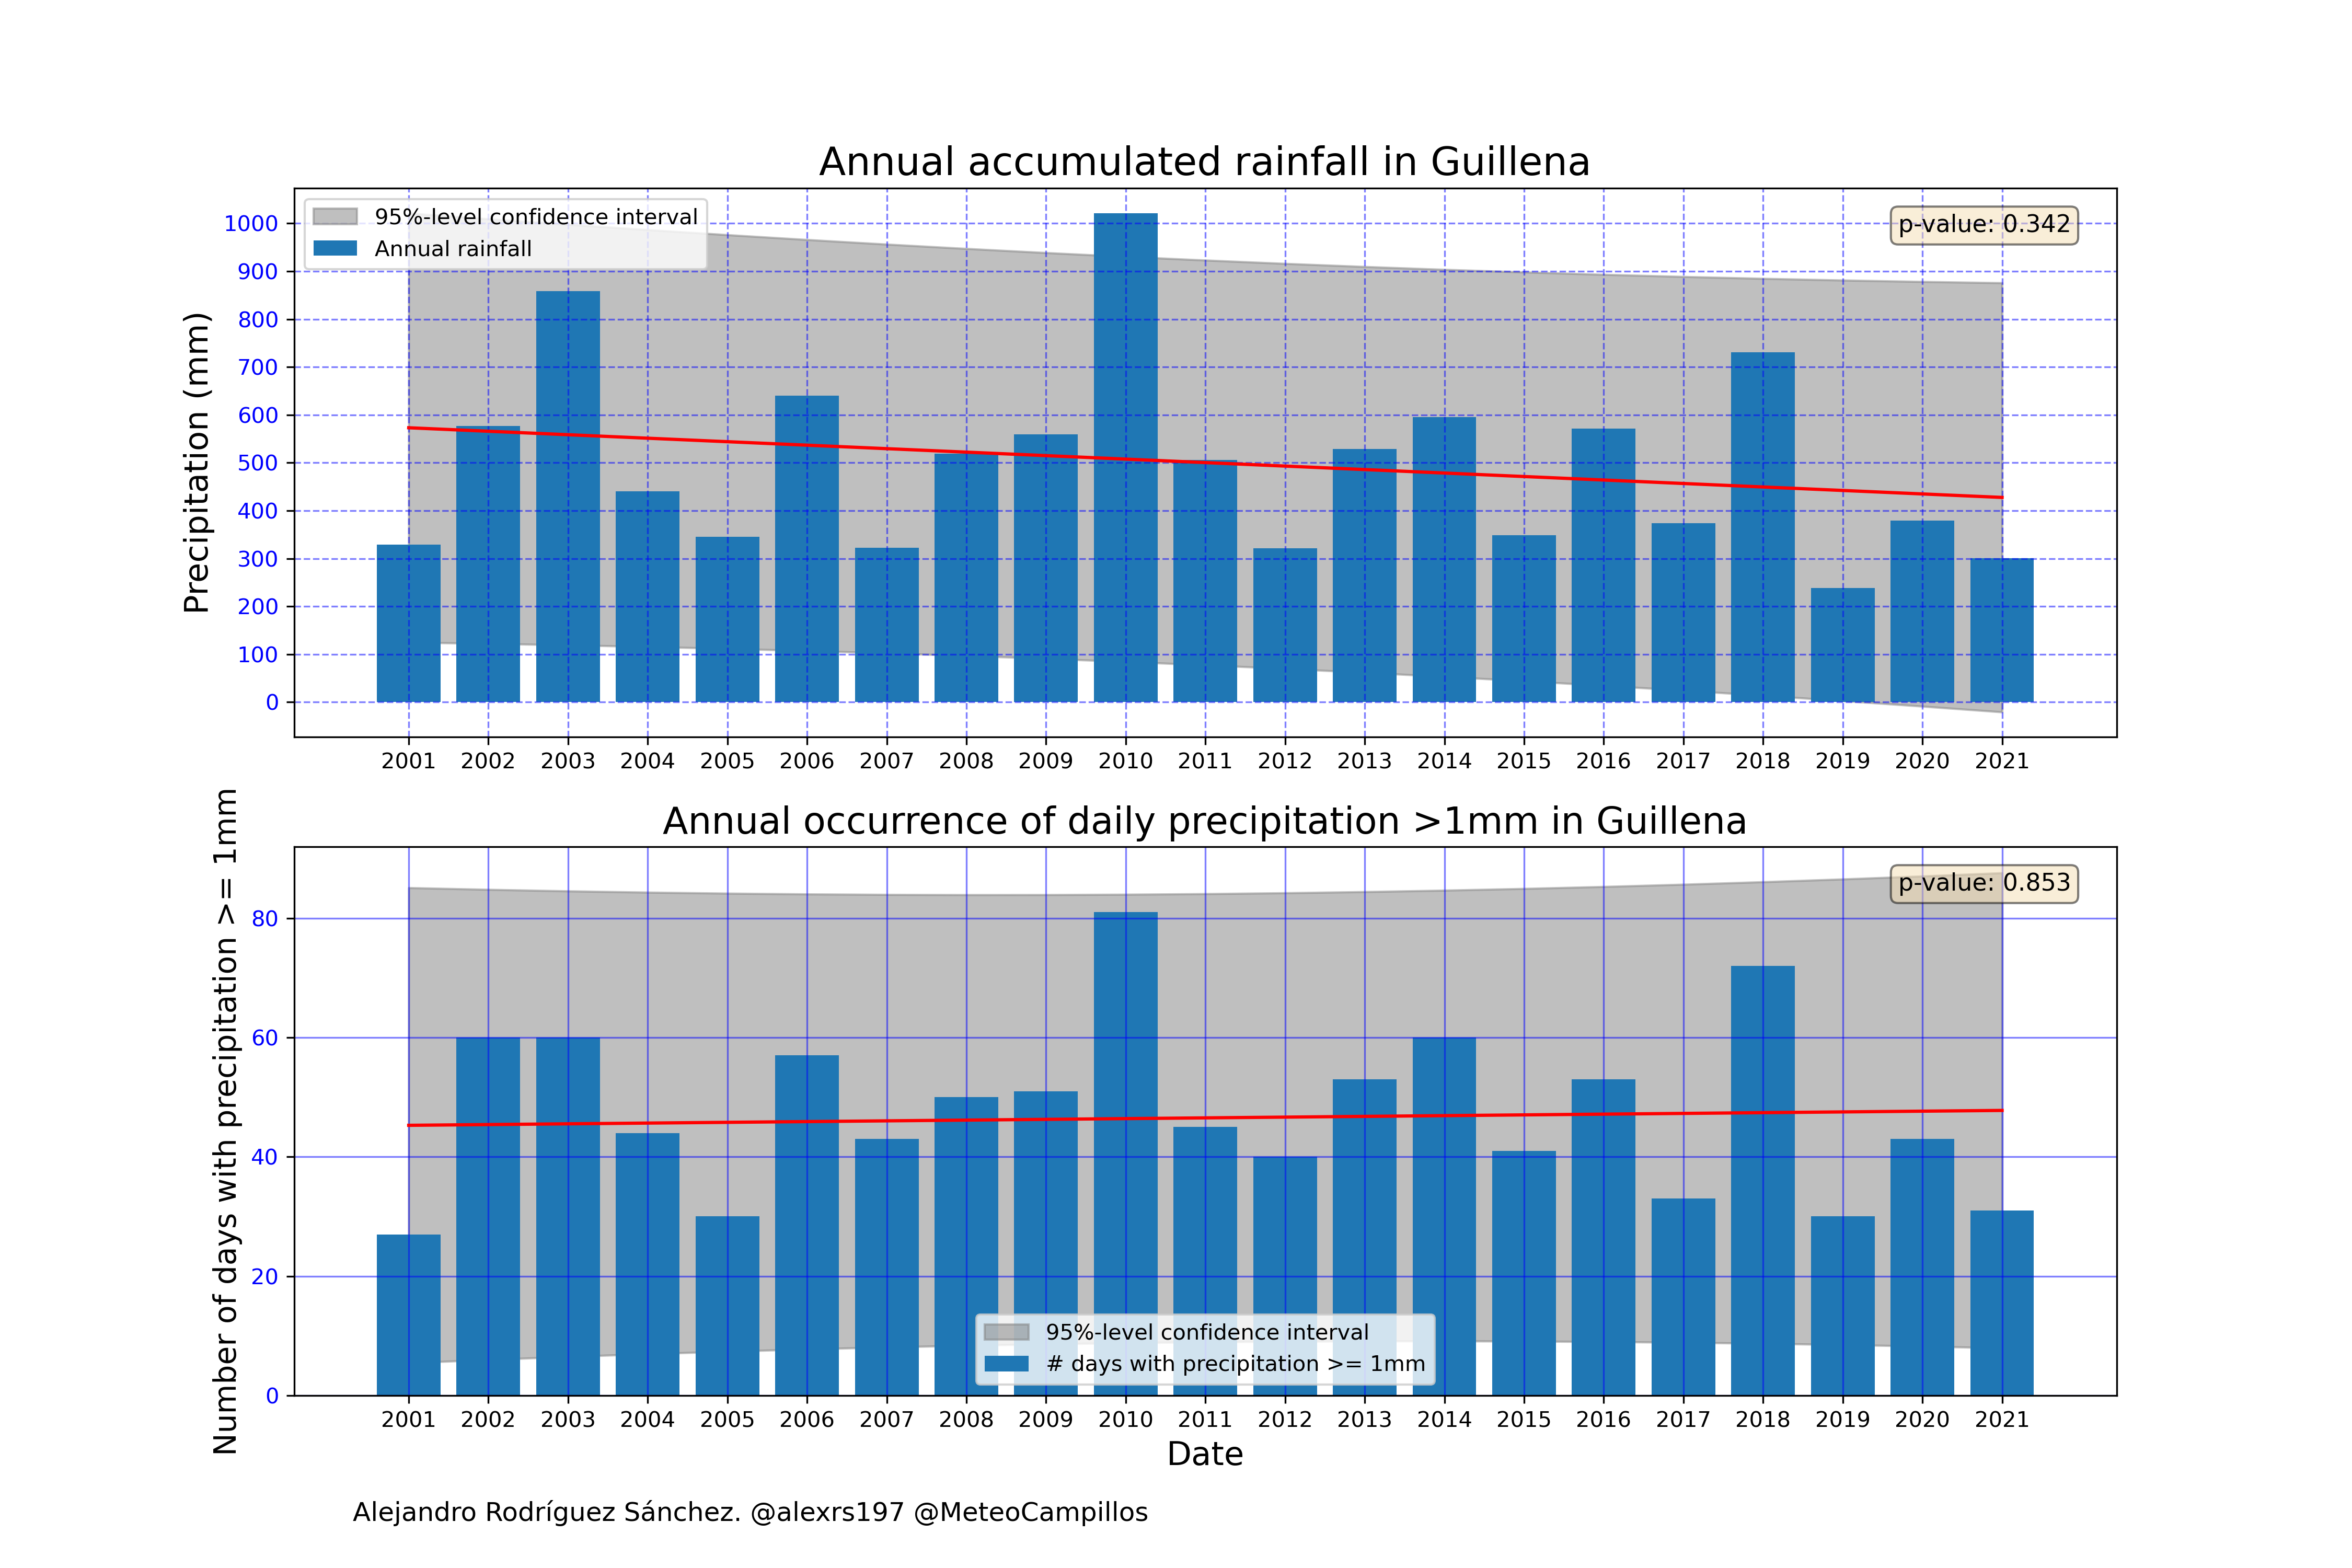 Annual accumulated rainfall in Guillena
95%-level confidence interval
Annual rainfall
p-value: 0.342
Precipitation (mm)
1000
900
800
700
600
500
400
300
200
100
0
2001 2002 2003 2004 2005 2006 2007 2008 2009 2010 2011 2012 2013 2014 2015 2016 2017 2018 2019 2020 2021
Annual occurrence of daily precipitation >1mm in Guillena
p-value: 0.853
Number of days with precipitation >= 1mm
80
60
40
20
0
95%-level confidence interval
# days with precipitation >= 1mm
2001 2002 2003 2004 2005 2006 2007 2008 2009 2010 2011 2012 2013 2014 2015 2016 2017 2018 2019 2020 2021
Date
Alejandro Rodríguez Sánchez. @alexrs197 @MeteoCampillos